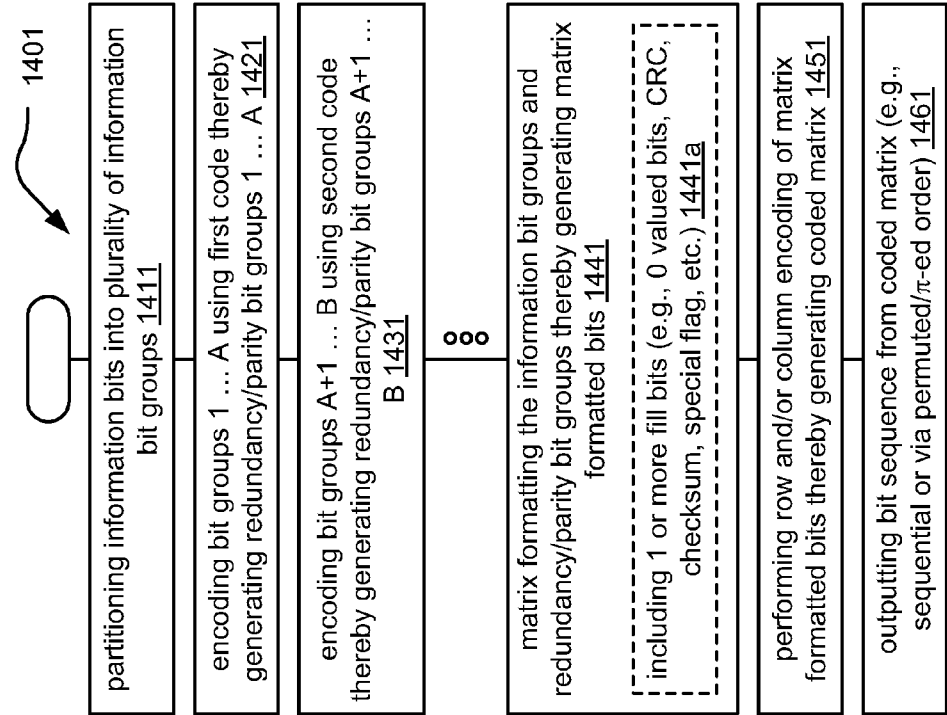 1401
partitioning information bits into plurality of information
bit groups 1411
encoding bit groups 1 … A using first code thereby
generating redundancy/parity bit groups 1 … A 1421
encoding bit groups A+1 … B using second code
thereby generating redundancy/parity bit groups A+1 …
B 1431
matrix formatting the information bit groups and
redundancy/parity bit groups thereby generating matrix
formatted bits 1441
including 1 or more fill bits (e.g., 0 valued bits, CRC,
checksum, special flag, etc.) 1441a
performing row and/or column encoding of matrix
formatted bits thereby generating coded matrix 1451
outputting bit sequence from coded matrix (e.g.,
sequential or via permuted/π-ed order) 1461